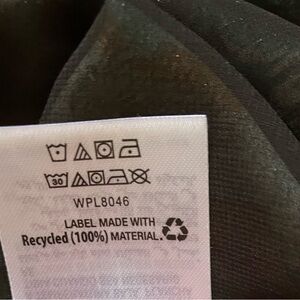 30
WPL8046
LABEL MADE WITH
Recycled (100%) MATERIAL.